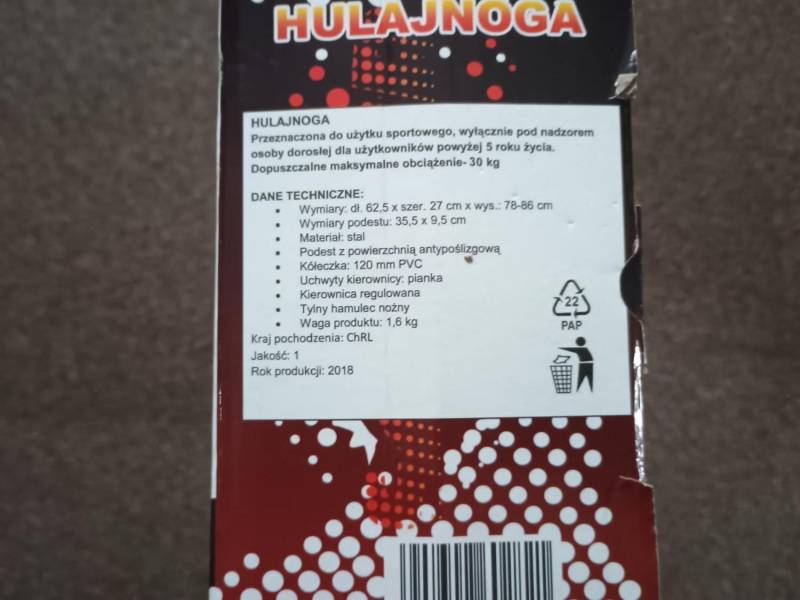 HULAJNOGA
HULAJNOGA
Przeznaczona do użytku sportowego, wyłącznie pod nadzorem
osoby dorosłej dla użytkowników powyżej 5 roku życia.
Dopuszczalne maksymalne obciążenie- 30 kg
DANE TECHNICZNE:
• Wymiary: dł. 62,5 x szer. 27 cm x wys.: 78-86 cm
• Wymiary podestu: 35,5 x 9,5 cm
• Materiał: stal
• Podest z powierzchnią antypoślizgową
• Kółeczka: 120 mm PVC
• Uchwyty kierownicy: pianka
• Kierownica regulowana
• Tylny hamulec nożny
• Waga produktu: 1,6 kg
Kraj pochodzenia: ChRL
Jakość: 1
Rok produkcji: 2018
22
PAP